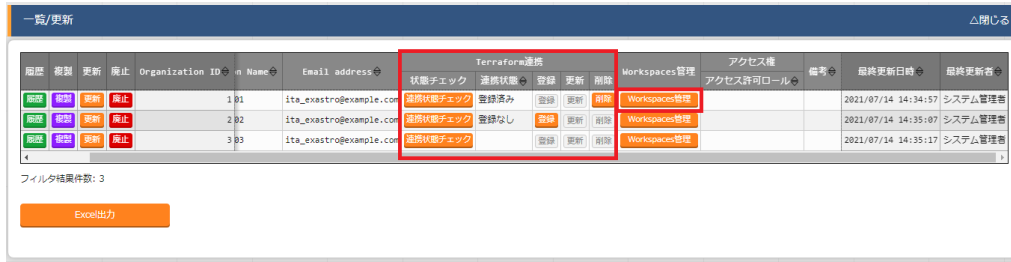 一覧/更新 △閉じる
Terraform連携 アクセス権
履歴 複製 更新 廃止 Organization ID n Name Email address 状態チェック 連携状態 登録 更新 削除 Workspaces管理 アクセス許可ロール 備考 最終更新日時 最終更新者
履歴 複製 更新 廃止 1 01 ita_exastro@example.com 連携状態チェック 登録済み 登録 更新 削除 Workspaces管理 2021/07/14 14:34:57 システム管理者
履歴 複製 更新 廃止 2 02 ita_exastro@example.com 連携状態チェック 登録なし 登録 更新 削除 Workspaces管理 2021/07/14 14:35:07 システム管理者
履歴 複製 更新 廃止 3 03 ita_exastro@example.com 連携状態チェック 登録 更新 削除 Workspaces管理 2021/07/14 14:35:17 システム管理者
フィルタ結果件数: 3
Excel出力